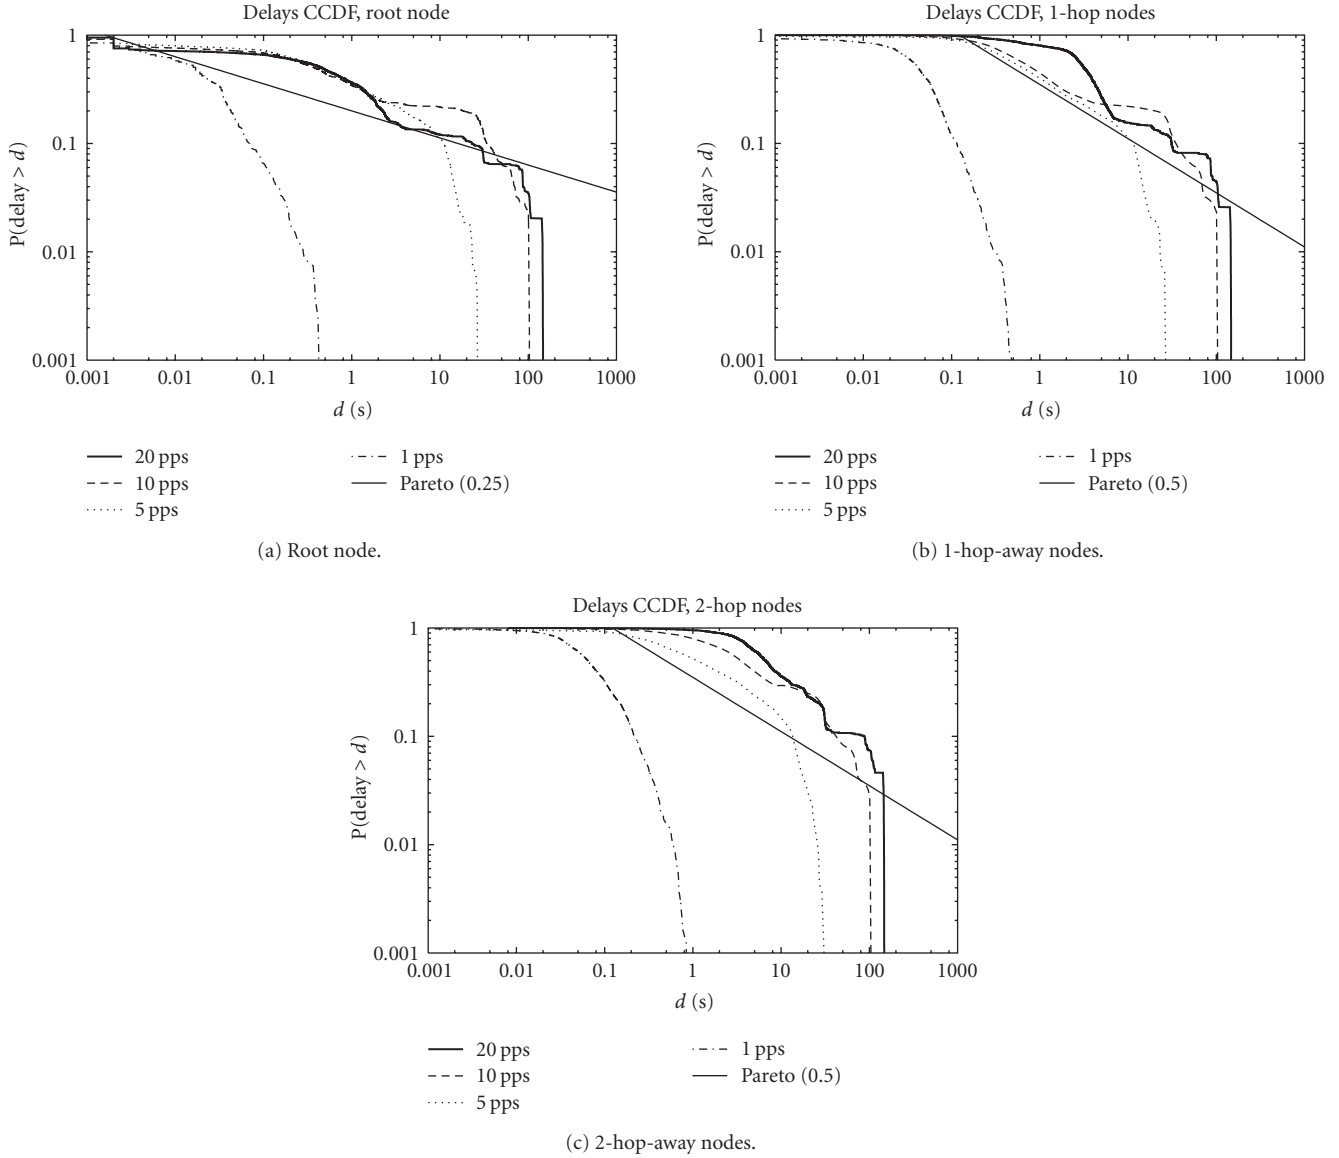 Delays CCDF, root node
1
0.1
0.01
0.001
P(delay > d)
0.001 0.01 0.1 1 10 100 1000
d (s)
20 pps
10 pps
5 pps
1 pps
Pareto (0.25)
(a) Root node.
Delays CCDF, 1-hop nodes
1
0.1
0.01
0.001
P(delay > d)
0.001 0.01 0.1 1 10 100 1000
d (s)
20 pps
10 pps
5 pps
1 pps
Pareto (0.5)
(b) 1-hop-away nodes.
Delays CCDF, 2-hop nodes
1
0.1
0.01
0.001
P(delay > d)
0.001 0.01 0.1 1 10 100 1000
d (s)
20 pps
10 pps
5 pps
1 pps
Pareto (0.5)
(c) 2-hop-away nodes.